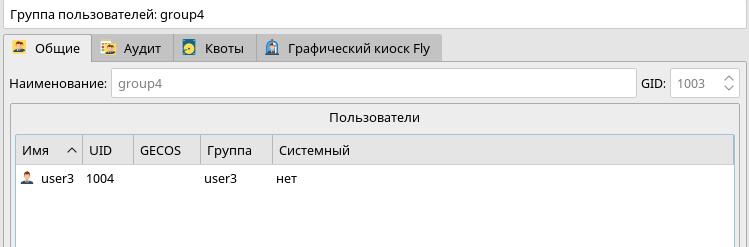 Группа пользователей: group4
Общие Аудит Квоты Графический киоск Fly
Наименование: group4 GID: 1003
Пользователи
Имя UID GECOS Группа Системный
user3 1004 user3 нет